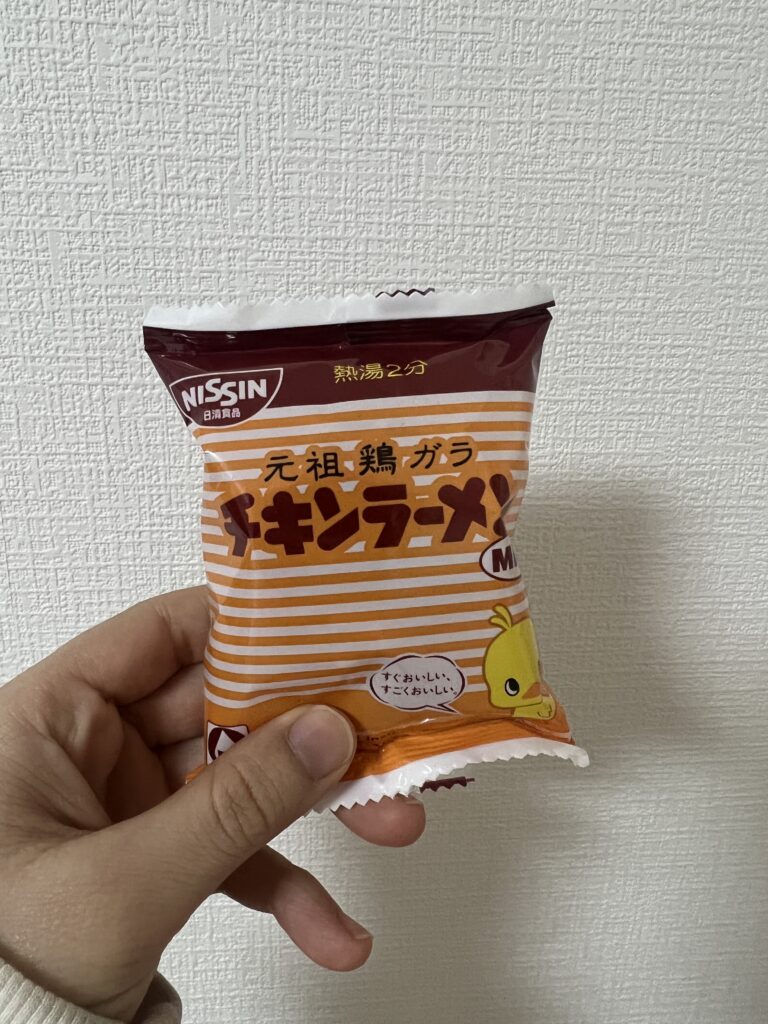 熱湯2分
NISSIN
日清食品
元祖鶏ガラ
チキンラーメン
すぐおいしい、
すごくおいしい。